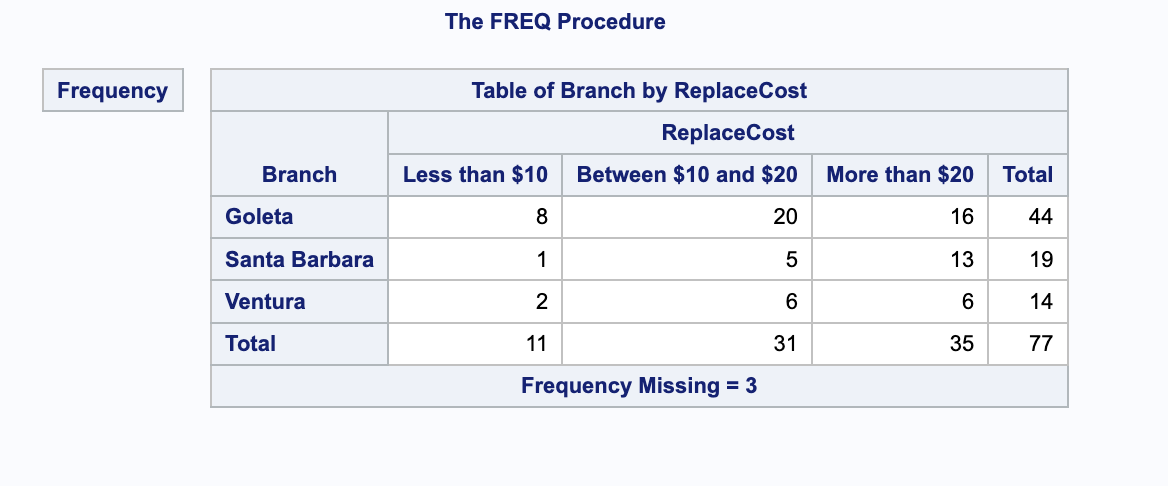 The FREQ Procedure
Frequency
Table of Branch by ReplaceCost
ReplaceCost
Branch Less than $10 Between $10 and $20 More than $20 Total
Goleta 8 20 16 44
Santa Barbara 1 5 13 19
Ventura 2 6 6 14
Total 11 31 35 77
Frequency Missing = 3